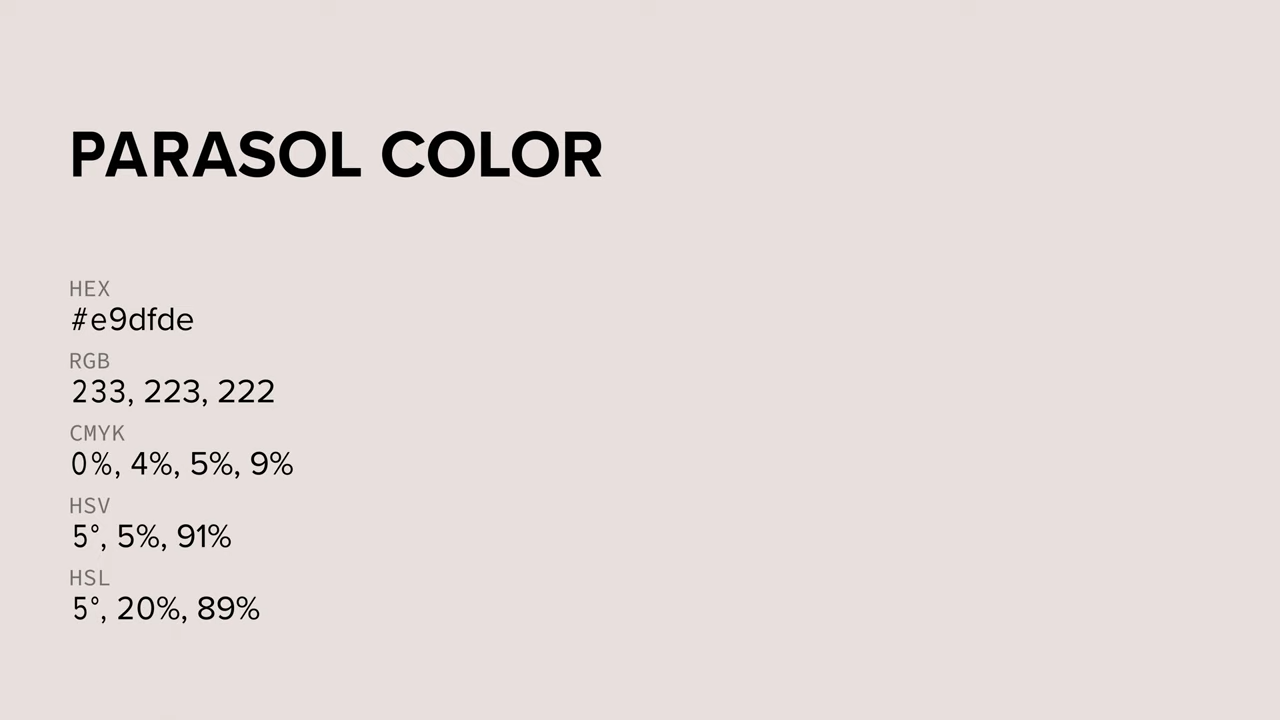 PARASOL COLOR
HEX
#e9dfde
RGB
233, 223, 222
CMYK
0%, 4%, 5%, 9%
HSV
5°, 5%, 91%
HSL
5°, 20%, 89%